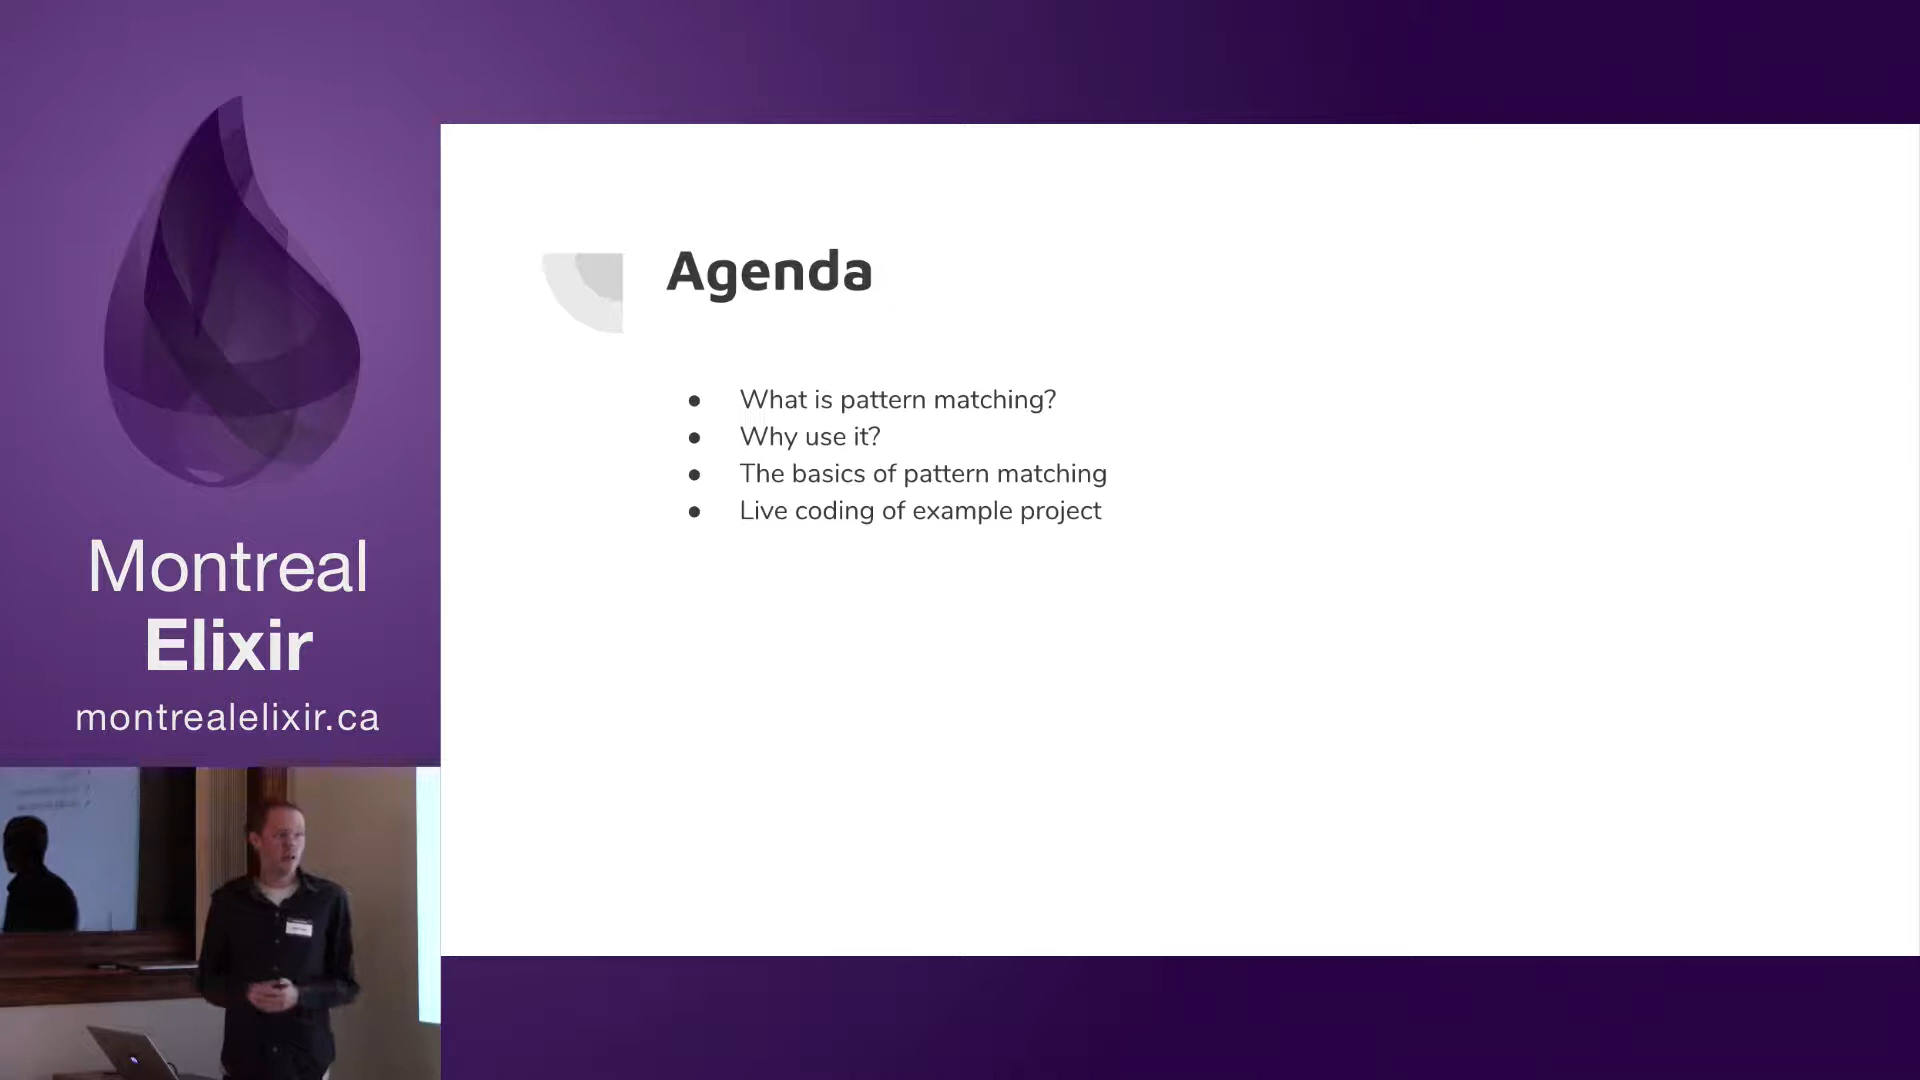 Montreal
Elixir
montrealelixir.ca
Agenda
● What is pattern matching?
● Why use it?
● The basics of pattern matching
● Live coding of example project